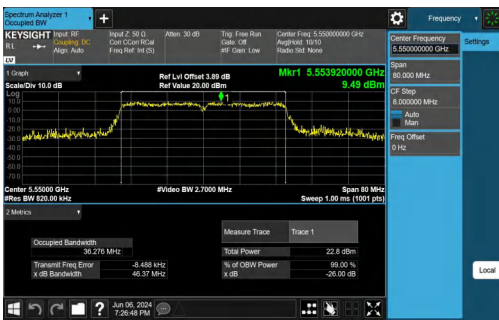 Spectrum Analyzer 1
Occupied BW
Frequency
KEYSIGHT
RL
Input: RF
Coupling: DC
Align: Auto
Input Z: 50 Ω
Corr CCorr RCal
Freq Ref: Int (S)
Atten: 30 dB
Trig: Free Run
Gate: Off
#IF Gain: Low
Center Freq: 5.550000000 GHz
Avg|Hold: 10/10
Radio Std: None
LW
Center Frequency
5.550000000 GHz
Settings
Span
80.000 MHz
CF Step
8.000000 MHz
Auto
Man
Freq Offset
0 Hz
Local
1 Graph
Scale/Div 10.0 dB
Ref Lvl Offset 3.89 dB
Ref Value 20.00 dBm
Mkr1 5.553920000 GHz
9.49 dBm
Log
10.0
0.00
-10.0
-20.0
-30.0
-40.0
-50.0
-60.0
-70.0
1
Center 5.55000 GHz
#Res BW 820.00 kHz
#Video BW 2.7000 MHz
Span 80 MHz
Sweep 1.00 ms (1001 pts)
2 Metrics
Measure Trace
Trace 1
Occupied Bandwidth
36.276 MHz
Total Power
22.8 dBm
Transmit Freq Error
-8.488 kHz
% of OBW Power
99.00 %
x dB Bandwidth
46.37 MHz
x dB
-26.00 dB
?
Jun 06, 2024
7:26:48 PM